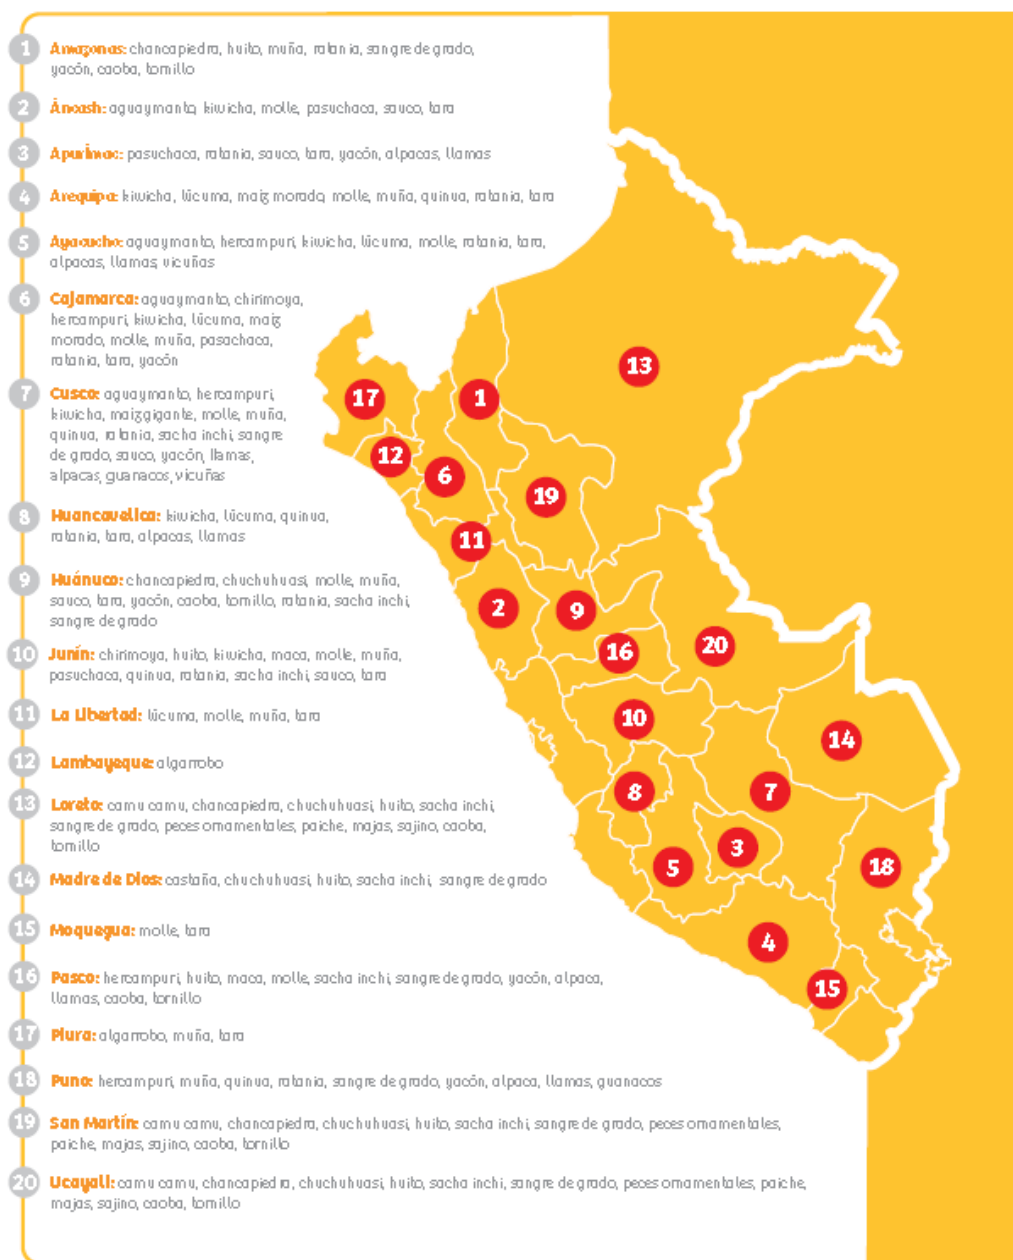 1 Amazonas: chancapiedra, huito, muña, ratania, sangre de grado,
yacón, caoba, tornillo
2 Áncash: aguaymanto, kiwicha, molle, pasuchaca, sauco, tara
3 Apurímac: pasuchaca, ratania, sauco, tara, yacón, alpacas, llamas
4 Arequipa: kiwicha, lúcuma, maíz morado, molle, muña, quinua, ratania, tara
5 Ayacucho: aguaymanto, hercampuri, kiwicha, lúcuma, molle, ratania, tara,
alpacas, llamas, vicuñas
6 Cajamarca: aguaymanto, chirimoya,
hercampuri, kiwicha, lúcuma, maíz
morado, molle, muña, pasachaca,
ratania, tara, yacón
7 Cusco: aguaymanto, hercampuri,
kiwicha, maíz gigante, molle, muña,
quinua, ratania, sacha inchi, sangre
de grado, sauco, yacón, llamas,
alpacas, guanacos, vicuñas
8 Huancavelica: kiwicha, lúcuma, quinua,
ratania, tara, alpacas, llamas
9 Huánuco: chancapiedra, chuchuhuasi, molle, muña,
sauco, tara, yacón, caoba, tornillo, ratania, sacha inchi,
sangre de grado
10 Junín: chirimoya, huito, kiwicha, maca, molle, muña,
pasuchaca, quinua, ratania, sacha inchi, sauco, tara
11 La Libertad: lúcuma, molle, muña, tara
12 Lambayeque: algarrobo
13 Loreto: camu camu, chancapiedra, chuchuhuasi, huito, sacha inchi,
sangre de grado, peces ornamentales, paiche, majas, sajino, caoba,
tornillo
14 Madre de Dios: castaña, chuchuhuasi, huito, sacha inchi, sangre de grado
15 Moquegua: molle, tara
16 Pasco: hercampuri, huito, maca, molle, sacha inchi, sangre de grado, yacón, alpaca,
llamas, caoba, tornillo
17 Piura: algarrobo, muña, tara
18 Puno: hercampuri, muña, quinua, ratania, sangre de grado, yacón, alpaca, llamas, guanacos
19 San Martín: camu camu, chancapiedra, chuchuhuasi, huito, sacha inchi, sangre de grado, peces ornamentales,
paiche, majas, sajino, caoba, tornillo
20 Ucayali: camu camu, chancapiedra, chuchuhuasi, huito, sacha inchi, sangre de grado, peces ornamentales, paiche,
majas, sajino, caoba, tornillo
13
17
1
12
6
19
11
2
9
20
16
10
14
8
7
3
5
18
4
15